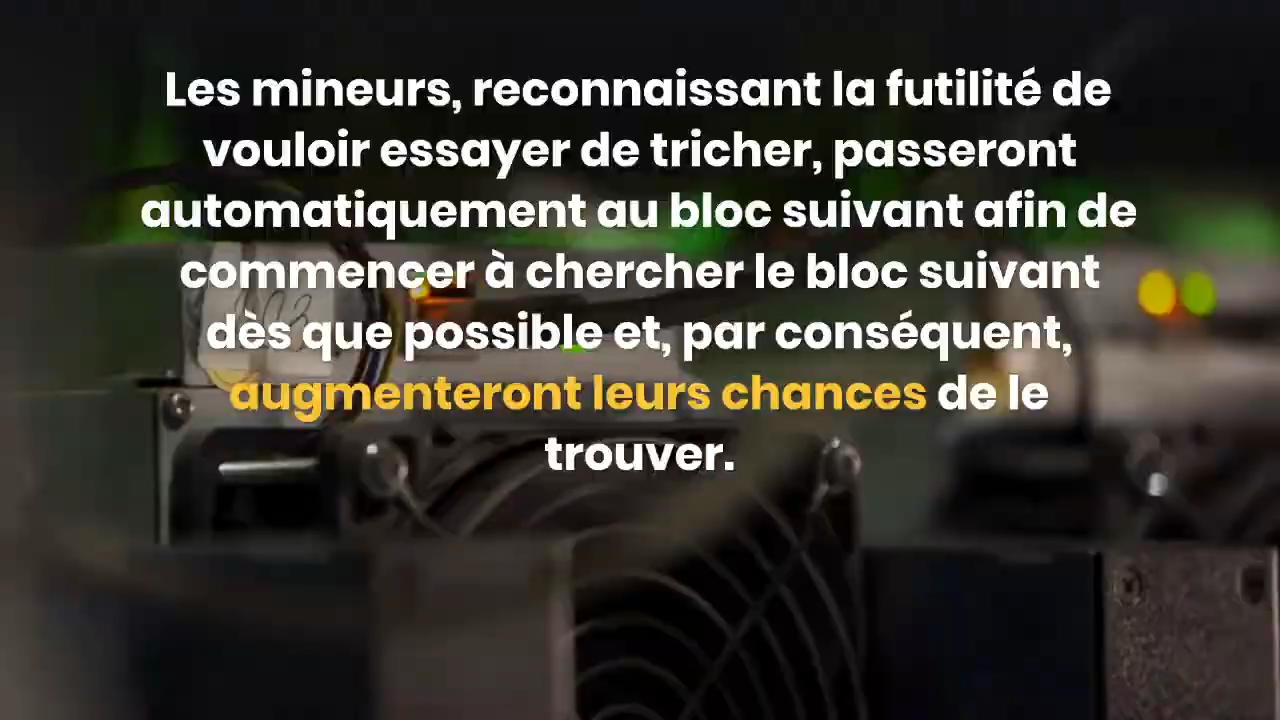 Les mineurs, reconnaissant la futilité de
vouloir essayer de tricher, passeront
automatiquement au bloc suivant afin de
commencer à chercher le bloc suivant
dès que possible et, par conséquent,
augmenteront leurs chances de le
trouver.